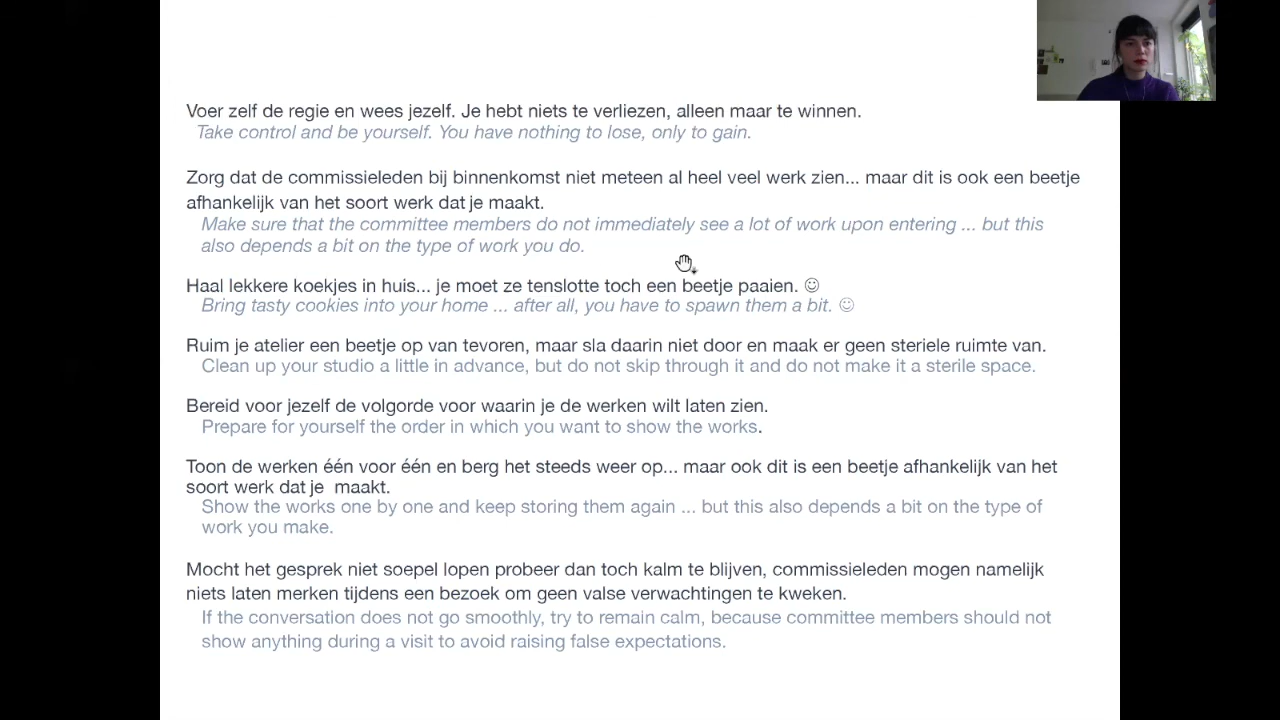 Voer zelf de regie en wees jezelf. Je hebt niets te verliezen, alleen maar te winnen.
Take control and be yourself. You have nothing to lose, only to gain.
Zorg dat de commissieleden bij binnenkomst niet meteen al heel veel werk zien... maar dit is ook een beetje
afhankelijk van het soort werk dat je maakt.
Make sure that the committee members do not immediately see a lot of work upon entering ... but this
also depends a bit on the type of work you do.
Haal lekkere koekjes in huis... je moet ze tenslotte toch een beetje paaien. ☺
Bring tasty cookies into your home ... after all, you have to spawn them a bit. ☺
Ruim je atelier een beetje op van tevoren, maar sla daarin niet door en maak er geen steriele ruimte van.
Clean up your studio a little in advance, but do not skip through it and do not make it a sterile space.
Bereid voor jezelf de volgorde voor waarin je de werken wilt laten zien.
Prepare for yourself the order in which you want to show the works.
Toon de werken één voor één en berg het steeds weer op... maar ook dit is een beetje afhankelijk van het
soort werk dat je maakt.
Show the works one by one and keep storing them again ... but this also depends a bit on the type of
work you make.
Mocht het gesprek niet soepel lopen probeer dan toch kalm te blijven, commissieleden mogen namelijk
niets laten merken tijdens een bezoek om geen valse verwachtingen te kweken.
If the conversation does not go smoothly, try to remain calm, because committee members should not
show anything during a visit to avoid raising false expectations.